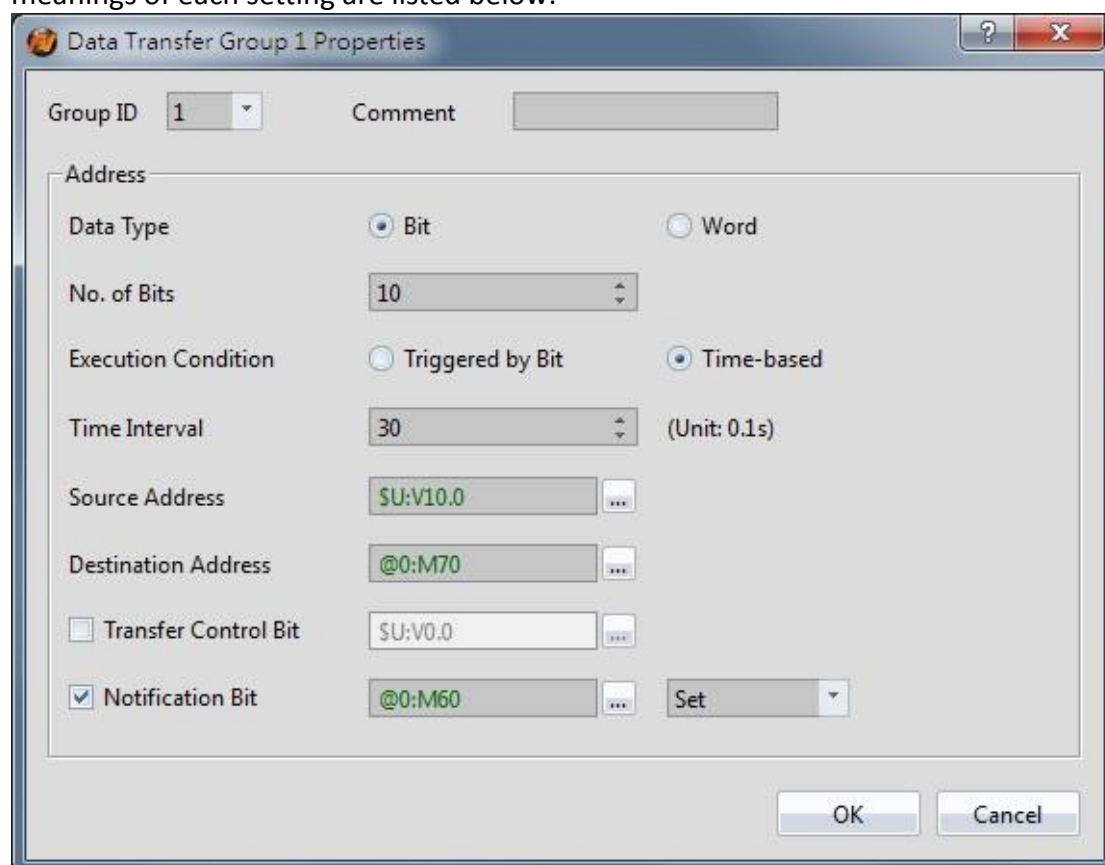 meanings of each setting are listed below.
Data Transfer Group 1 Properties
Group ID 1 Comment
Address
Data Type Bit Word
No. of Bits 10
Execution Condition Triggered by Bit Time-based
Time Interval 30 (Unit: 0.1s)
Source Address $U:V10.0 ...
Destination Address @0:M70 ...
Transfer Control Bit $U:V0.0 ...
Notification Bit @0:M60 ... Set
OK Cancel